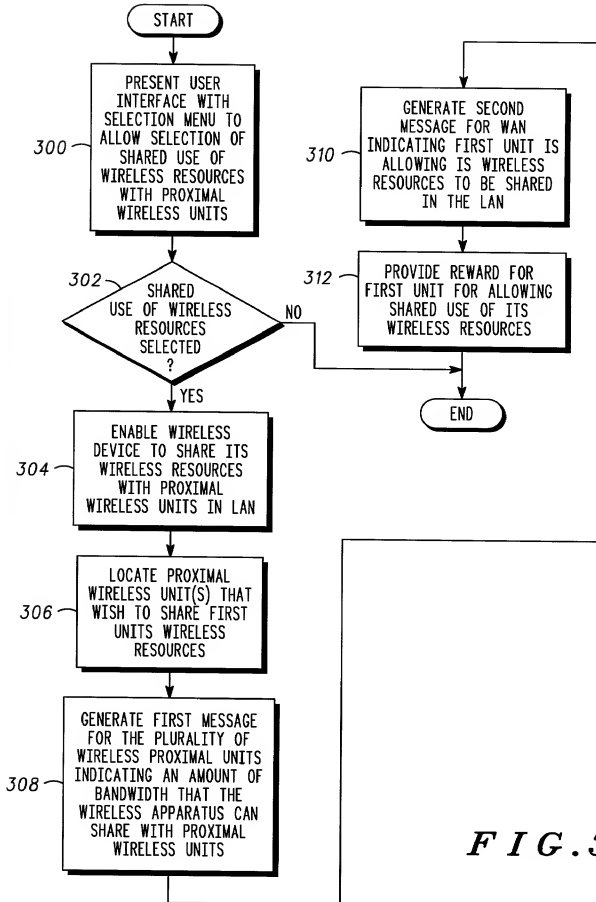 START
PRESENT USER
INTERFACE WITH
SELECTION MENU TO
ALLOW SELECTION OF
SHARED USE OF
WIRELESS RESOURCES
WITH PROXIMAL
WIRELESS UNITS
300
302
SHARED
USE OF WIRELESS
RESOURCES
SELECTED
?
NO
YES
304
ENABLE WIRELESS
DEVICE TO SHARE ITS
WIRELESS RESOURCES
WITH PROXIMAL
WIRELESS UNITS IN LAN
306
LOCATE PROXIMAL
WIRELESS UNIT(S) THAT
WISH TO SHARE FIRST
UNITS WIRELESS
RESOURCES
308
GENERATE FIRST MESSAGE
FOR THE PLURALITY OF
WIRELESS PROXIMAL UNITS
INDICATING AN AMOUNT OF
BANDWIDTH THAT THE
WIRELESS APPARATUS CAN
SHARE WITH PROXIMAL
WIRELESS UNITS
310
GENERATE SECOND
MESSAGE FOR WAN
INDICATING FIRST UNIT IS
ALLOWING IS WIRELESS
RESOURCES TO BE SHARED
IN THE LAN
312
PROVIDE REWARD FOR
FIRST UNIT FOR ALLOWING
SHARED USE OF ITS
WIRELESS RESOURCES
END
FIG.3